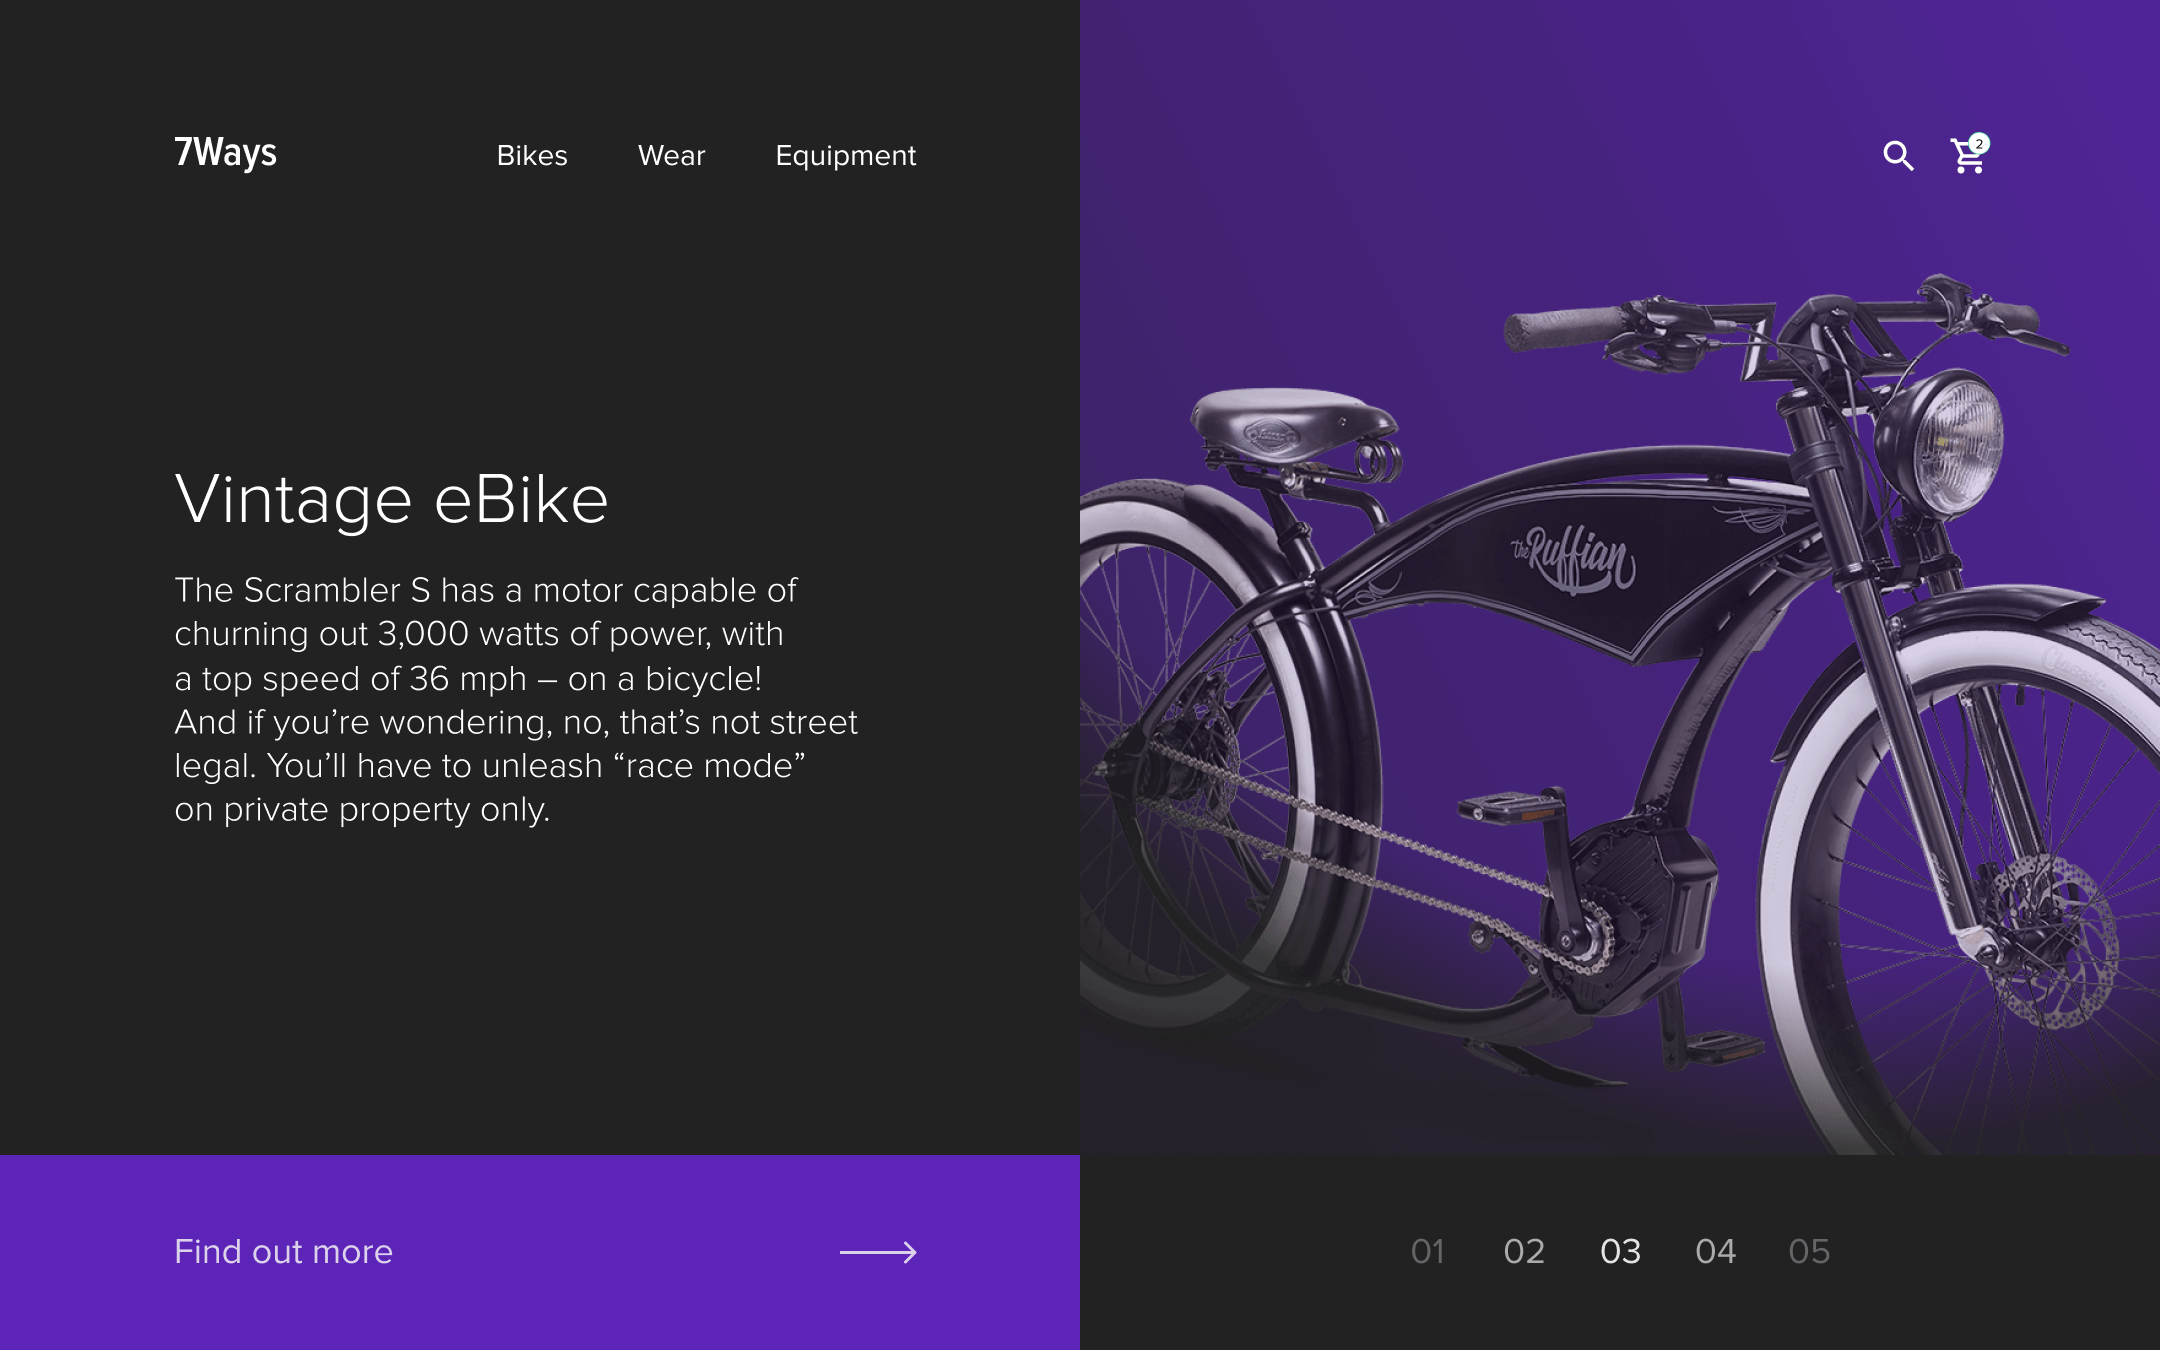 7Ways
Bikes Wear Equipment
2
Vintage eBike
The Scrambler S has a motor capable of
churning out 3,000 watts of power, with
a top speed of 36 mph – on a bicycle!
And if you’re wondering, no, that’s not street
legal. You’ll have to unleash “race mode”
on private property only.
the Ruffian
Find out more
01 02 03 04 05